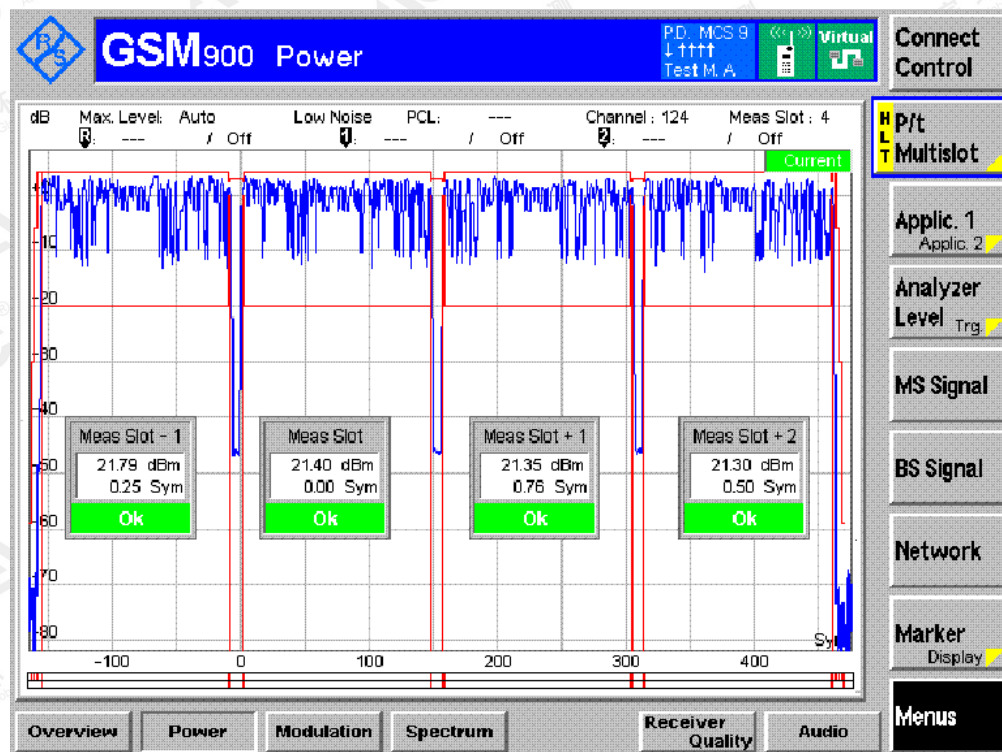 R&S
GSM900 Power
P.D. MCS 9
↓↑↑↑↑
Test M. A
Virtual
Connect Control
dB Max. Level: Auto Low Noise PCL: --- Channel : 124 Meas Slot : 4
R: --- / Off 1: --- / Off 2: --- / Off
Current
HLT
P/t Multislot
Applic. 1
Applic. 2
Analyzer
Level Trg.
MS Signal
BS Signal
Network
Marker
Display
Menus
-10
-20
-30
-40
-50
-60
-70
-80
Meas Slot - 1
21.79 dBm
0.25 Sym
Ok
Meas Slot
21.40 dBm
0.00 Sym
Ok
Meas Slot + 1
21.35 dBm
0.76 Sym
Ok
Meas Slot + 2
21.30 dBm
0.50 Sym
Ok
-100 0 100 200 300 400
Overview Power Modulation Spectrum Receiver Quality Audio